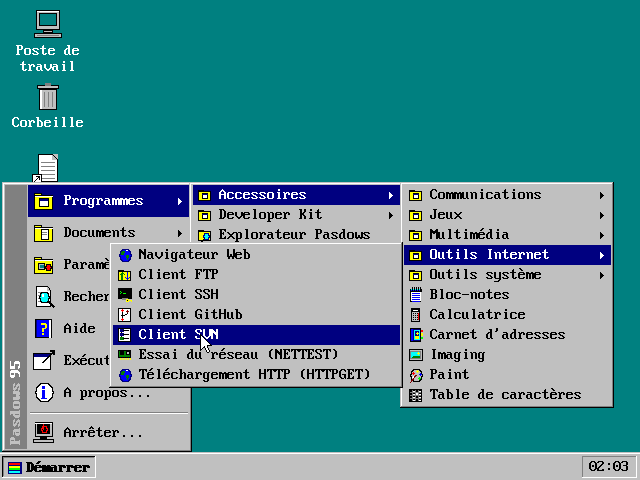 Poste de
travail
Corbeille
Programmes
Documents
Paramè
Recher
Aide
Exécut
A propos...
Arrêter...
Pasdows 95
Accessoires
Developer Kit
Explorateur Pasdows
Communications
Jeux
Multimédia
Outils Internet
Outils système
Bloc-notes
Calculatrice
Carnet d'adresses
Imaging
Paint
Table de caractères
Navigateur Web
Client FTP
Client SSH
Client GitHub
Client SVN
Essai du réseau (NETTEST)
Téléchargement HTTP (HTTPGET)
Démarrer
02:03